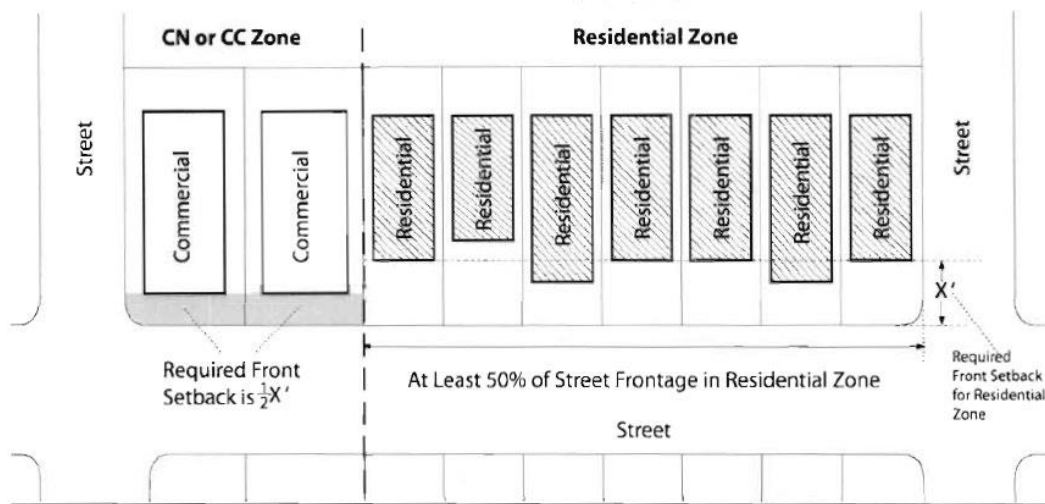 CN or CC Zone
Residential Zone
Street
Commercial
Commercial
Residential
Residential
Residential
Residential
Residential
Residential
Residential
Street
X'
Required Front
Setback is ½X'
At Least 50% of Street Frontage in Residential Zone
Required
Front Setback
for Residential
Zone
Street